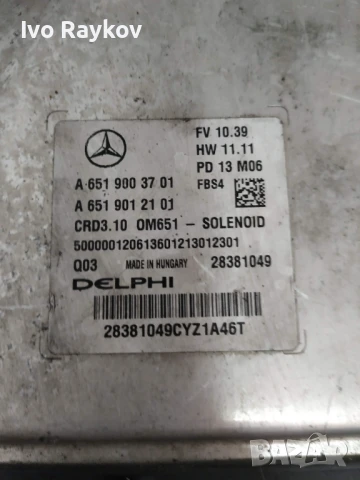 Ivo Raykov
FV 10.39
HW 11.11
PD 13 M06
A 651 900 37 01
FBS4
A 651 901 21 01
CRD3.10 OM651 - SOLENOID
5000001206136012130123 01
Q03 MADE IN HUNGARY 28381049
DELPHI
28381049CYZ1A46T
BAZAR